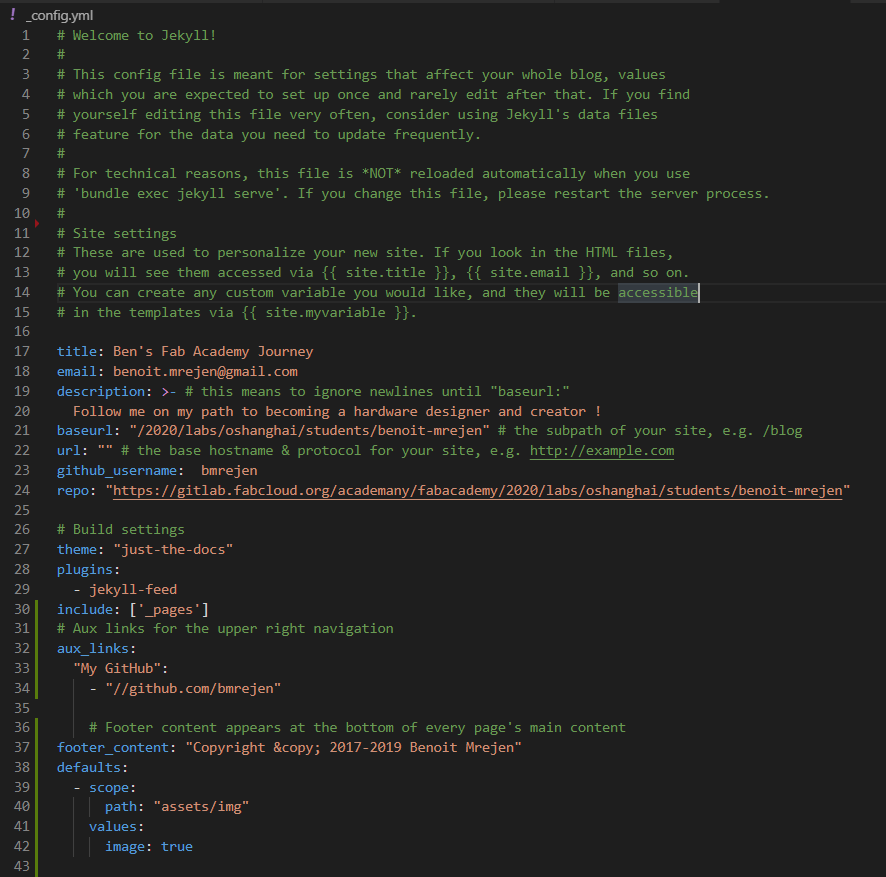 ! _config.yml
1 # Welcome to Jekyll!
2 #
3 # This config file is meant for settings that affect your whole blog, values
4 # which you are expected to set up once and rarely edit after that. If you find
5 # yourself editing this file very often, consider using Jekyll's data files
6 # feature for the data you need to update frequently.
7 #
8 # For technical reasons, this file is *NOT* reloaded automatically when you use
9 # 'bundle exec jekyll serve'. If you change this file, please restart the server process.
10 #
11 # Site settings
12 # These are used to personalize your new site. If you look in the HTML files,
13 # you will see them accessed via {{ site.title }}, {{ site.email }}, and so on.
14 # You can create any custom variable you would like, and they will be accessible
15 # in the templates via {{ site.myvariable }}.
16
17 title: Ben's Fab Academy Journey
18 email: benoit.mrejen@gmail.com
19 description: >- # this means to ignore newlines until "baseurl:"
20   Follow me on my path to becoming a hardware designer and creator !
21 baseurl: "/2020/labs/oshanghai/students/benoit-mrejen" # the subpath of your site, e.g. /blog
22 url: "" # the base hostname & protocol for your site, e.g. http://example.com
23 github_username:  bmrejen
24 repo: "https://gitlab.fabcloud.org/academany/fabacademy/2020/labs/oshanghai/students/benoit-mrejen"
25
26 # Build settings
27 theme: "just-the-docs"
28 plugins:
29   - jekyll-feed
30 include: ['_pages']
31 # Aux links for the upper right navigation
32 aux_links:
33   "My GitHub":
34     - "//github.com/bmrejen"
35
36     # Footer content appears at the bottom of every page's main content
37 footer_content: "Copyright &copy; 2017-2019 Benoit Mrejen"
38 defaults:
39   - scope:
40       path: "assets/img"
41     values:
42       image: true
43